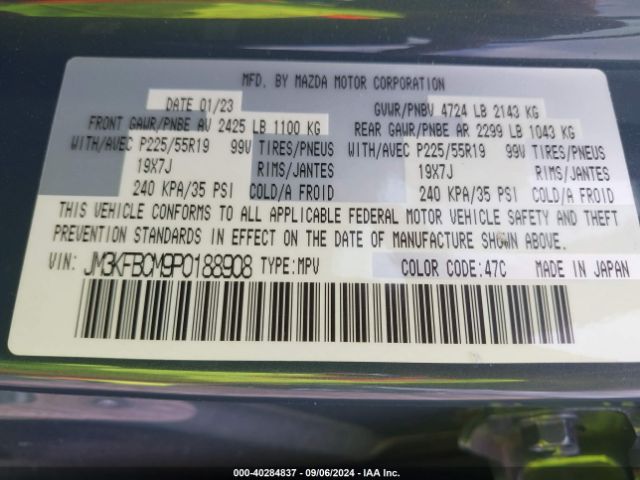 MFD. BY MAZDA MOTOR CORPORATION
DATE 01/23 GVWR/PNBV 4724 LB 2143 KG
FRONT GAWR/PNBE AV 2425 LB 1100 KG REAR GAWR/PNBE AR 2299 LB 1043 KG
WITH/AVEC P225/55R19 99V TIRES/PNEUS WITH/AVEC P225/55R19 99V TIRES/PNEUS
19X7J RIMS/JANTES 19X7J RIMS/JANTES
240 KPA/35 PSI COLD/A FROID 240 KPA/35 PSI COLD/A FROID
THIS VEHICLE CONFORMS TO ALL APPLICABLE FEDERAL MOTOR VEHICLE SAFETY AND THEFT
PREVENTION STANDARDS IN EFFECT ON THE DATE OF MANUFACTURE SHOWN ABOVE.
VIN: JM3KFBCM9P0188908 TYPE:MPV COLOR CODE:47C MADE IN JAPAN
000-40284837 - 09/06/2024 - IAA Holdings, LLC.